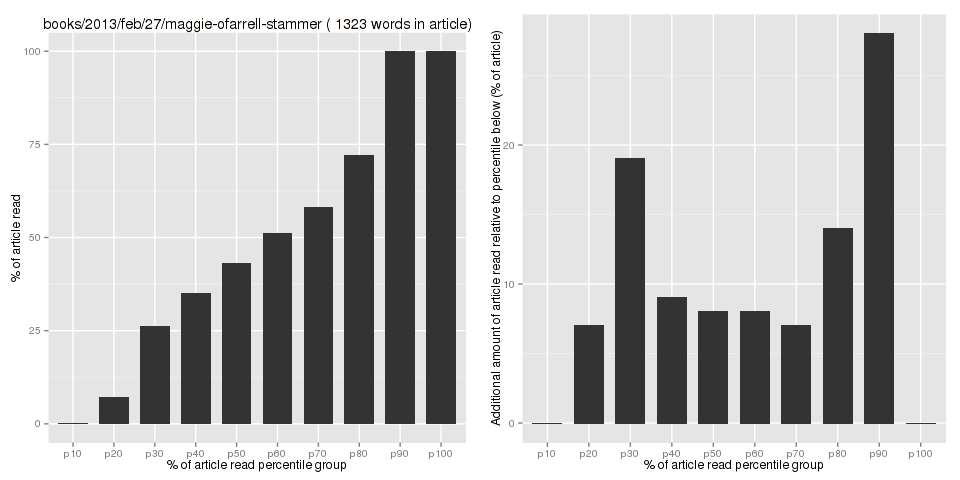 books/2013/feb/27/maggie-ofarrell-stammer ( 1323 words in article)
% of article read
100
75
50
25
0
p10 p20 p30 p40 p50 p60 p70 p80 p90 p100
% of article read percentile group
Additional amount of article read relative to percentile below (% of article)
20
10
0
p10 p20 p30 p40 p50 p60 p70 p80 p90 p100
% of article read percentile group